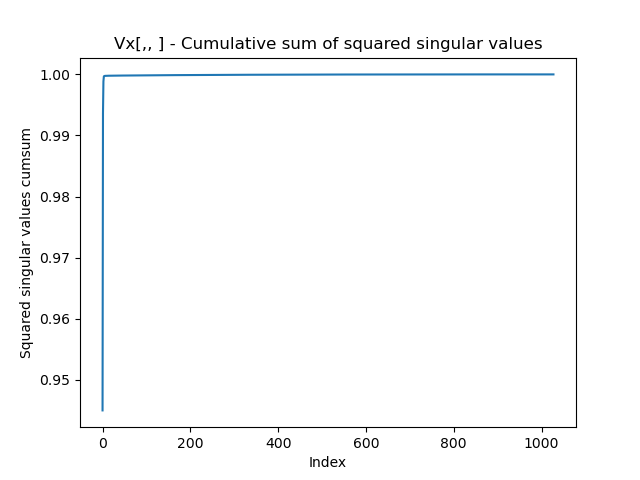 Vx[,, ] - Cumulative sum of squared singular values
1.00
0.99
0.98
0.97
0.96
0.95
Squared singular values cumsum
0 200 400 600 800 1000
Index